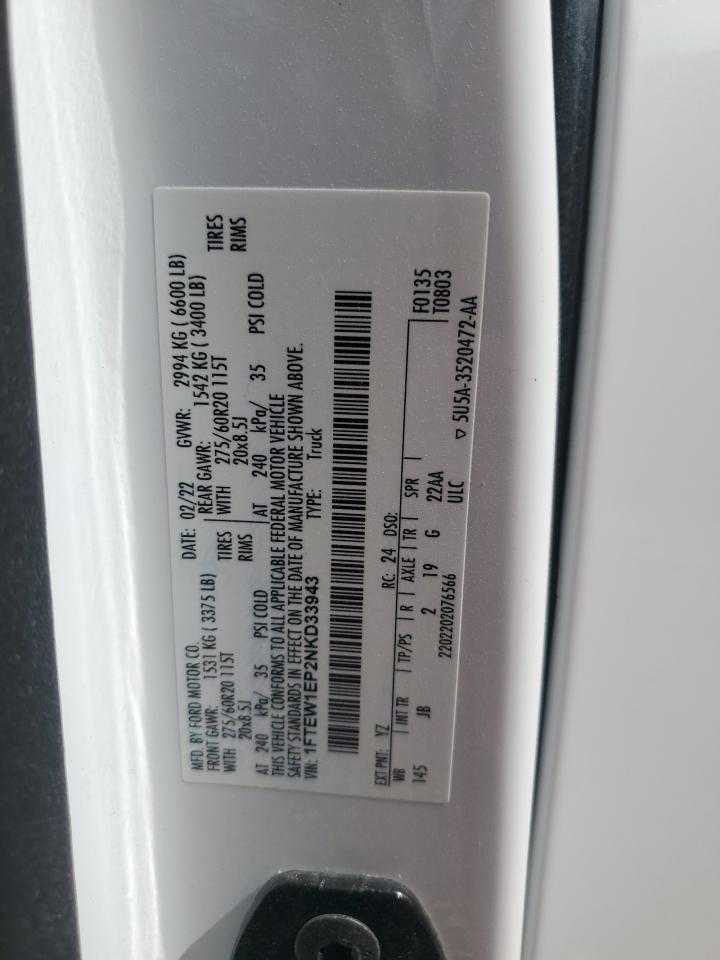 MFD. BY FORD MOTOR CO. DATE: 02/22 GVWR: 2994 KG ( 6600 LB)
FRONT GAWR: 1531 KG ( 3375 LB) REAR GAWR: 1542 KG ( 3400 LB)
WITH 275/60R20 115T TIRES WITH 275/60R20 115T TIRES
20x8.5J RIMS 20x8.5J RIMS
AT 240 kPa/ 35 PSI COLD AT 240 kPa/ 35 PSI COLD
THIS VEHICLE CONFORMS TO ALL APPLICABLE FEDERAL MOTOR VEHICLE
SAFETY STANDARDS IN EFFECT ON THE DATE OF MANUFACTURE SHOWN ABOVE.
VIN: 1FTEW1EP2NKD33943 TYPE: Truck
F0135
T0803
EXT PNT: YZ RC: 24 DSO:
WB INT TR TP/PS R AXLE TR SPR
145 JB 2 19 G 22AA
2202202076566 ULC ▽ 5U5A-3520472-AA